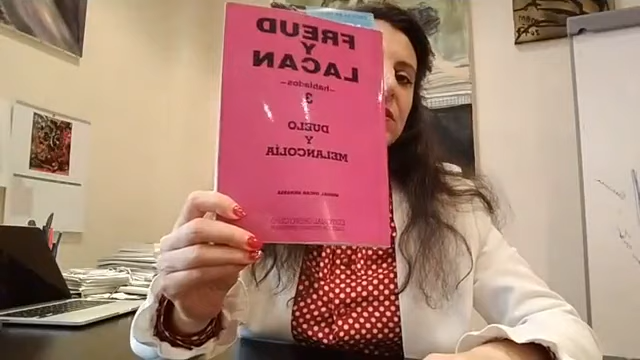 FREUD
Y
LACAN
-hablados-
3
DUELO
Y
MELANCOLÍA